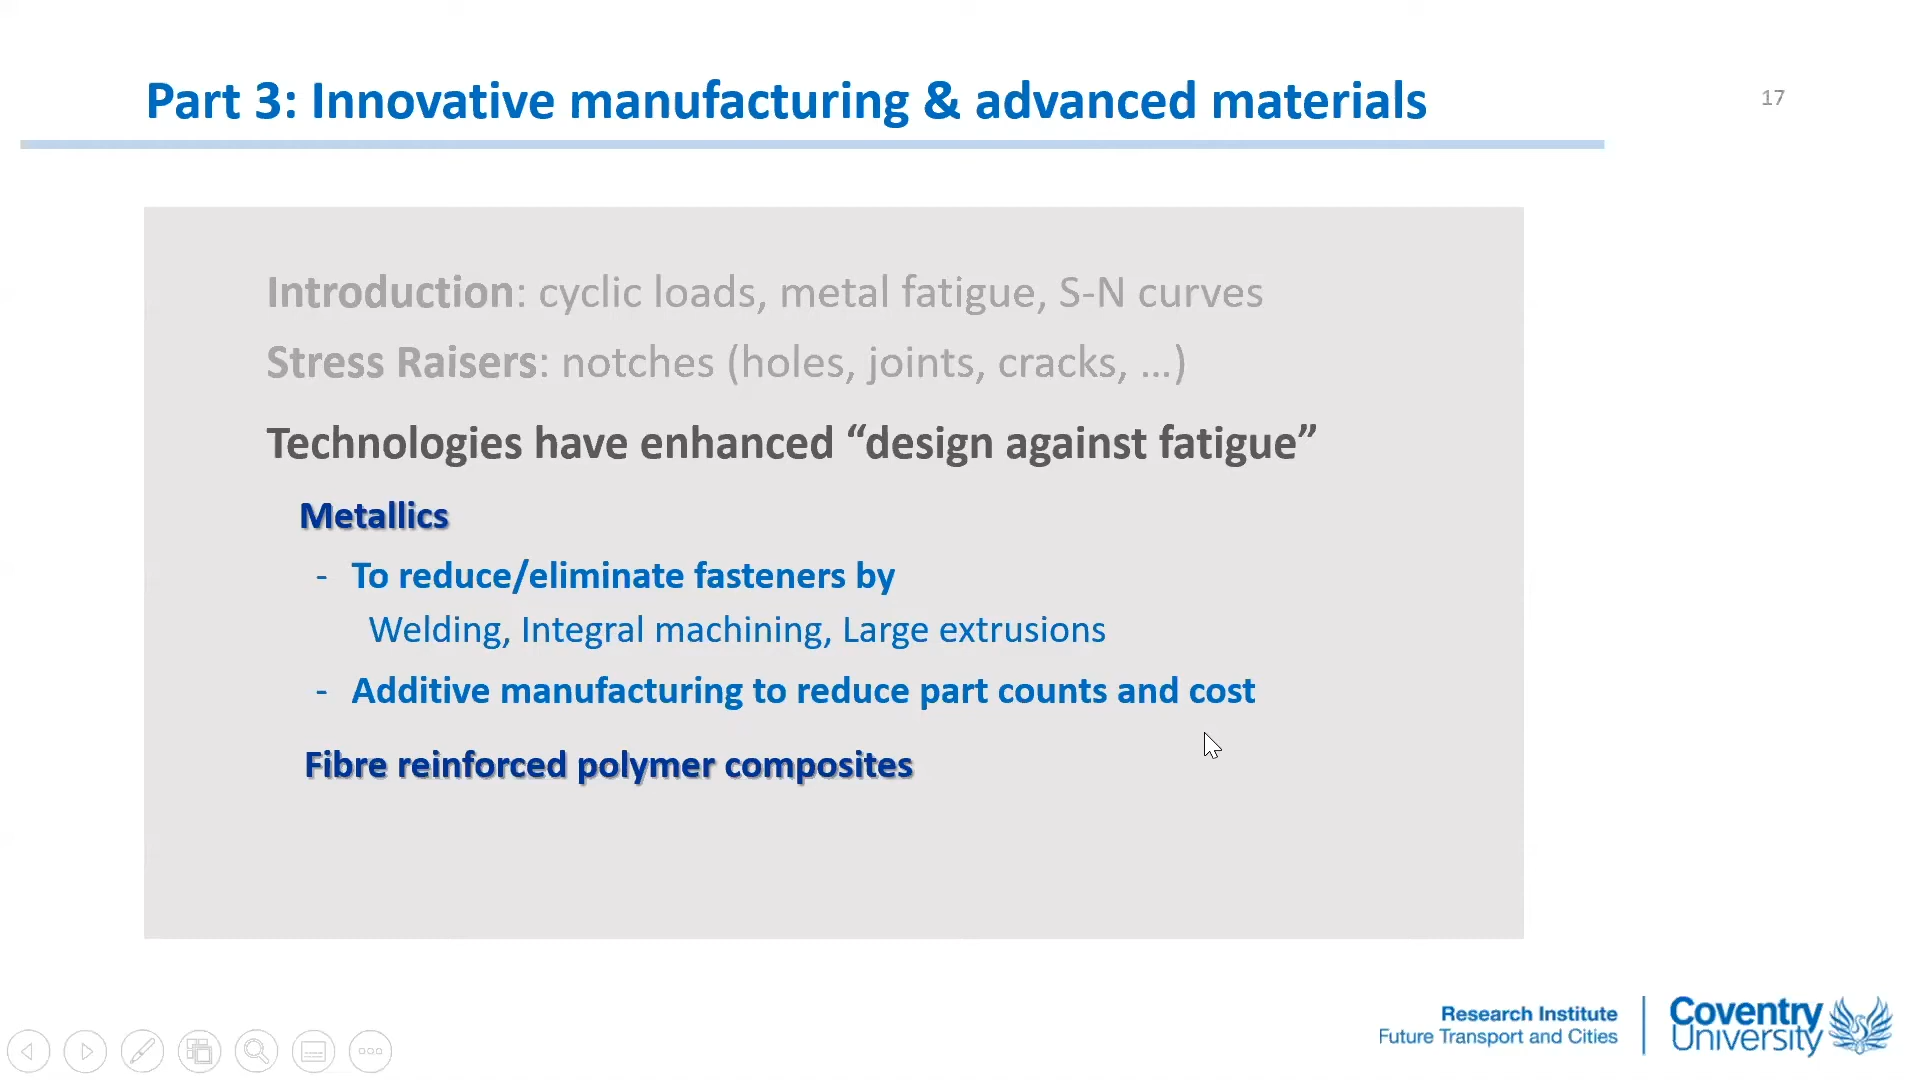 Part 3: Innovative manufacturing & advanced materials
17
Introduction: cyclic loads, metal fatigue, S-N curves
Stress Raisers: notches (holes, joints, cracks, ...)
Technologies have enhanced “design against fatigue”
Metallics
- To reduce/eliminate fasteners by
Welding, Integral machining, Large extrusions
- Additive manufacturing to reduce part counts and cost
Fibre reinforced polymer composites
Research Institute
Future Transport and Cities
Coventry
University